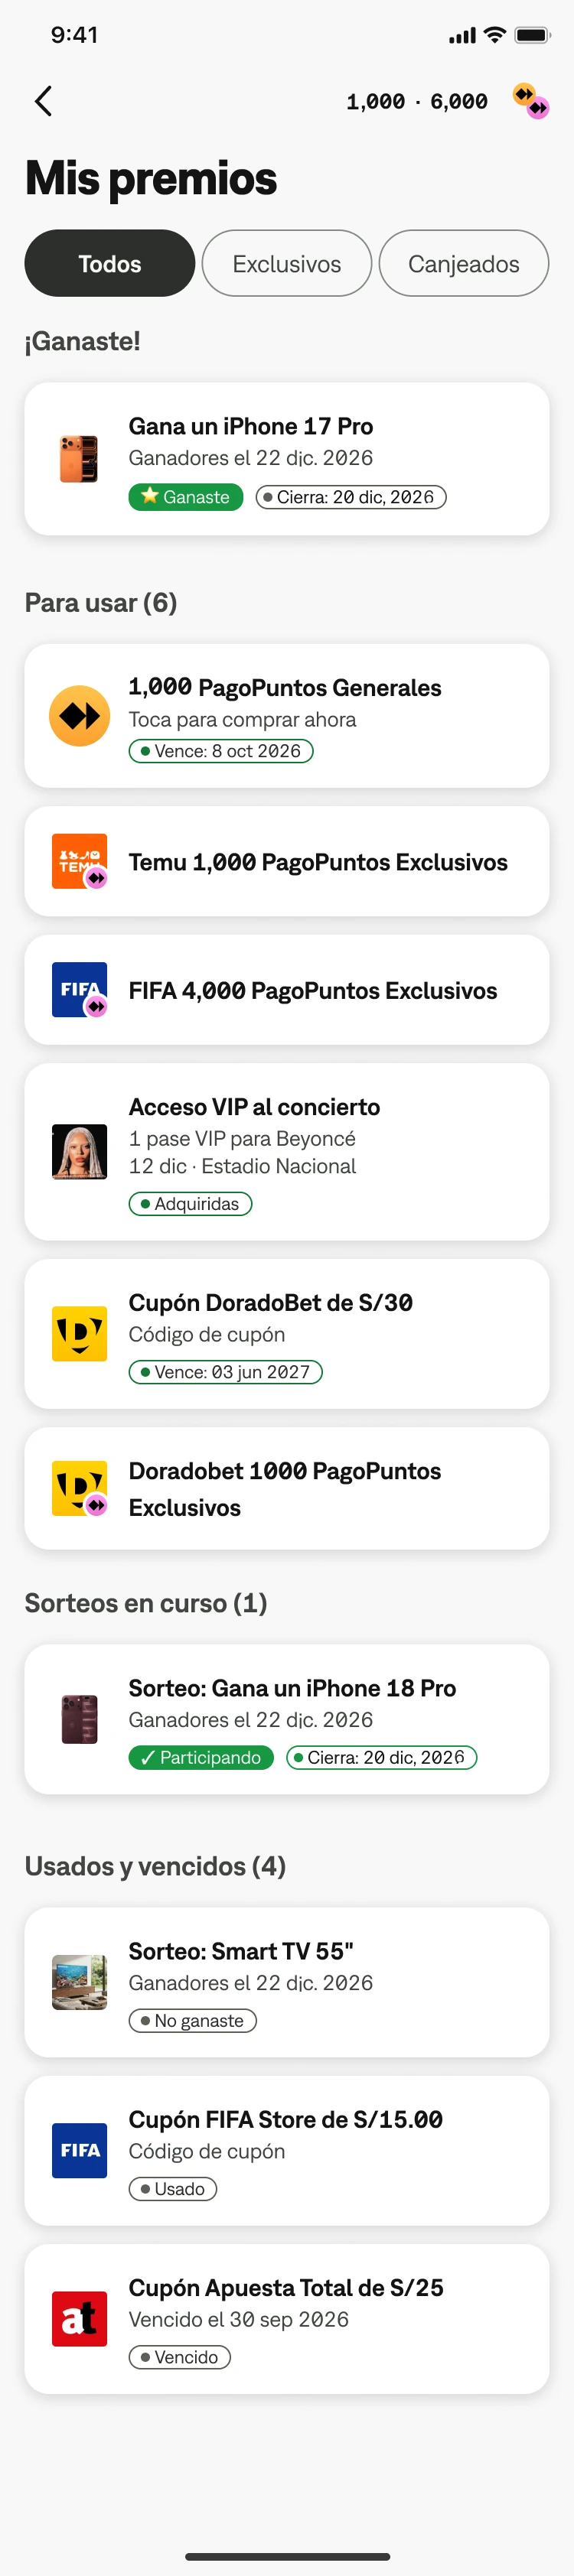 9:41
1,000 · 6,000
Mis premios
Todos
Exclusivos
Canjeados
¡Ganaste!
Gana un iPhone 17 Pro
Ganadores el 22 dic. 2026
⭐ Ganaste
Cierra: 20 dic, 2026
Para usar (6)
1,000 PagoPuntos Generales
Toca para comprar ahora
Vence: 8 oct 2026
TEMU
Temu 1,000 PagoPuntos Exclusivos
FIFA
FIFA 4,000 PagoPuntos Exclusivos
Acceso VIP al concierto
1 pase VIP para Beyoncé
12 dic · Estadio Nacional
Adquiridas
D
Cupón DoradoBet de S/30
Código de cupón
Vence: 03 jun 2027
D
Doradobet 1000 PagoPuntos
Exclusivos
Sorteos en curso (1)
Sorteo: Gana un iPhone 18 Pro
Ganadores el 22 dic. 2026
✓ Participando
Cierra: 20 dic, 2026
Usados y vencidos (4)
Sorteo: Smart TV 55"
Ganadores el 22 dic. 2026
No ganaste
FIFA
Cupón FIFA Store de S/15.00
Código de cupón
Usado
at
Cupón Apuesta Total de S/25
Vencido el 30 sep 2026
Vencido